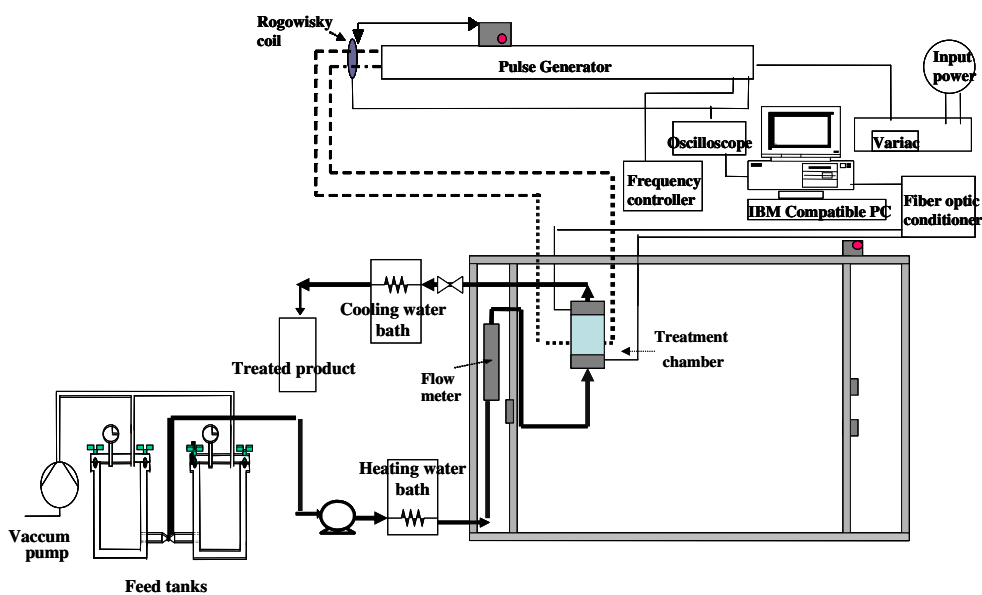 Rogowisky
coil
Pulse Generator
Input
power
Oscilloscope
Variac
Frequency
controller
IBM Compatible PC
Fiber optic
conditioner
Cooling water
bath
Treated product
Treatment
chamber
Flow
meter
Heating water
bath
Vaccum
pump
Feed tanks